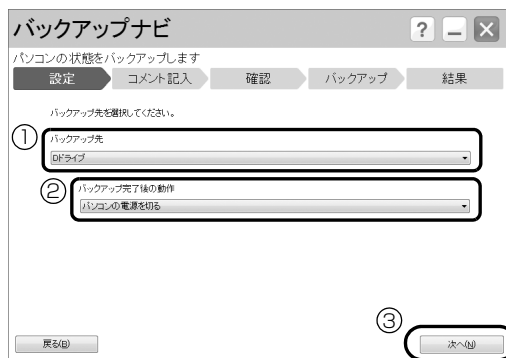 バックアップナビ
? － ×
パソコンの状態をバックアップします
設定 コメント記入 確認 バックアップ 結果
バックアップ先を選択してください。
①
バックアップ先
Dドライブ
②
バックアップ完了後の動作
パソコンの電源を切る
③
戻る(B) 次へ(N)